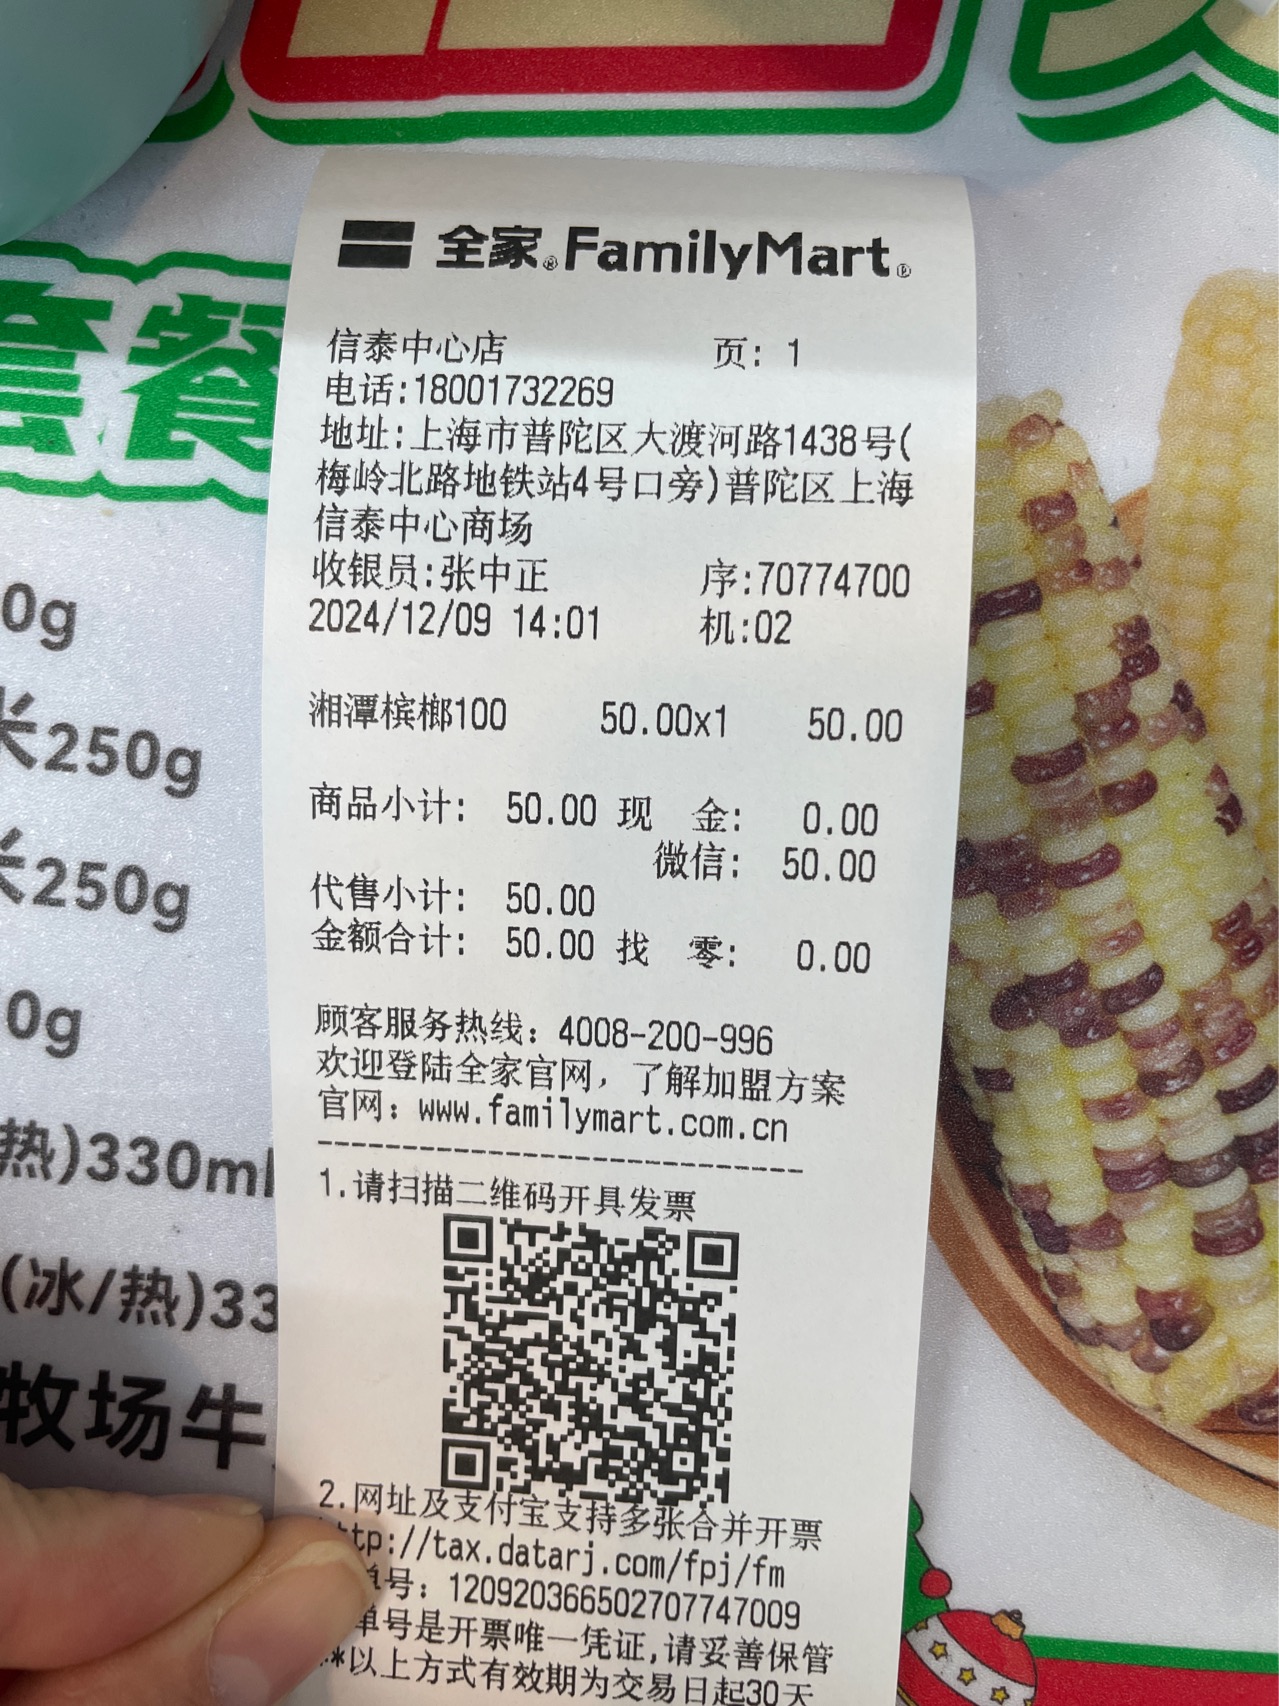 全家®FamilyMart®
信泰中心店 页: 1
电话:18001732269
地址:上海市普陀区大渡河路1438号(
梅岭北路地铁站4号口旁)普陀区上海
信泰中心商场
收银员:张中正 序:70774700
2024/12/09 14:01 机:02
湘潭槟榔100 50.00x1 50.00
商品小计: 50.00 现 金: 0.00
微信: 50.00
代售小计: 50.00
金额合计: 50.00 找 零: 0.00
顾客服务热线: 4008-200-996
欢迎登陆全家官网, 了解加盟方案
官网: www.familymart.com.cn
1.请扫描二维码开具发票
2.网址及支付宝支持多张合并开票
ttp://tax.datarj.com/fpj/fm
单号: 120920366502707747009
单号是开票唯一凭证,请妥善保管
**以上方式有效期为交易日起30天
套餐
0g
长250g
长250g
0g
热)330ml
(冰/热)33
牧场牛